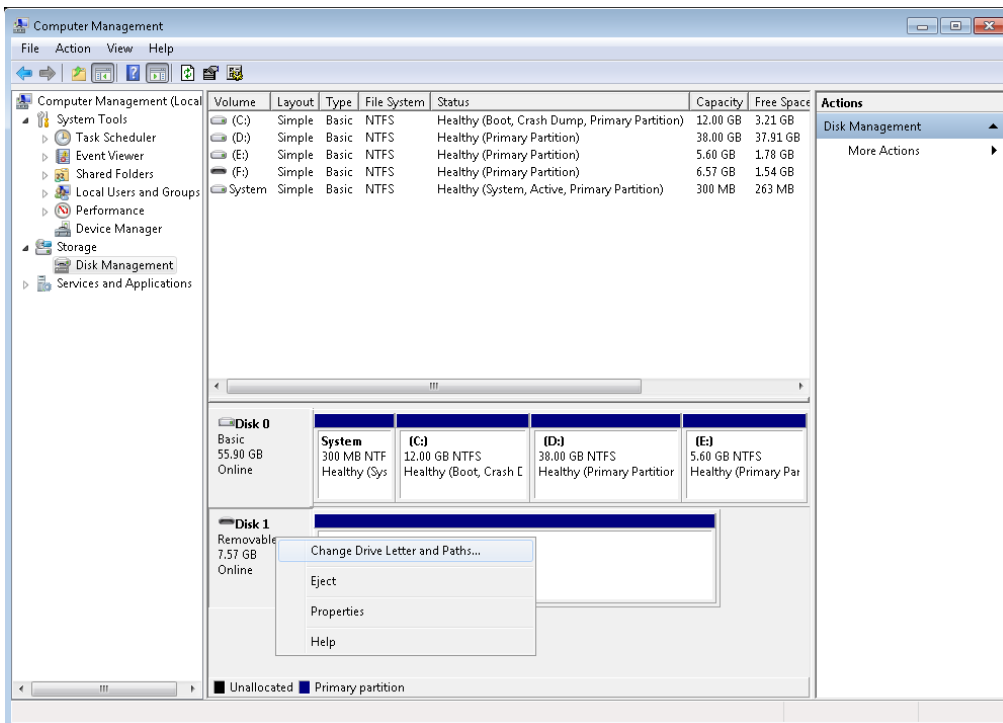 Computer Management
File Action View Help
Computer Management (Local
System Tools
Task Scheduler
Event Viewer
Shared Folders
Local Users and Groups
Performance
Device Manager
Storage
Disk Management
Services and Applications
Volume Layout Type File System Status Capacity Free Space
(C:) Simple Basic NTFS Healthy (Boot, Crash Dump, Primary Partition) 12.00 GB 3.21 GB
(D:) Simple Basic NTFS Healthy (Primary Partition) 38.00 GB 37.91 GB
(E:) Simple Basic NTFS Healthy (Primary Partition) 5.60 GB 1.78 GB
(F:) Simple Basic NTFS Healthy (Primary Partition) 6.57 GB 1.54 GB
System Simple Basic NTFS Healthy (System, Active, Primary Partition) 300 MB 263 MB
Disk 0
Basic
55.90 GB
Online
System
300 MB NTF
Healthy (Sys
(C:)
12.00 GB NTFS
Healthy (Boot, Crash D
(D:)
38.00 GB NTFS
Healthy (Primary Partitior
(E:)
5.60 GB NTFS
Healthy (Primary Par
Disk 1
Removable
7.57 GB
Online
Change Drive Letter and Paths...
Eject
Properties
Help
Unallocated Primary partition
Actions
Disk Management
More Actions